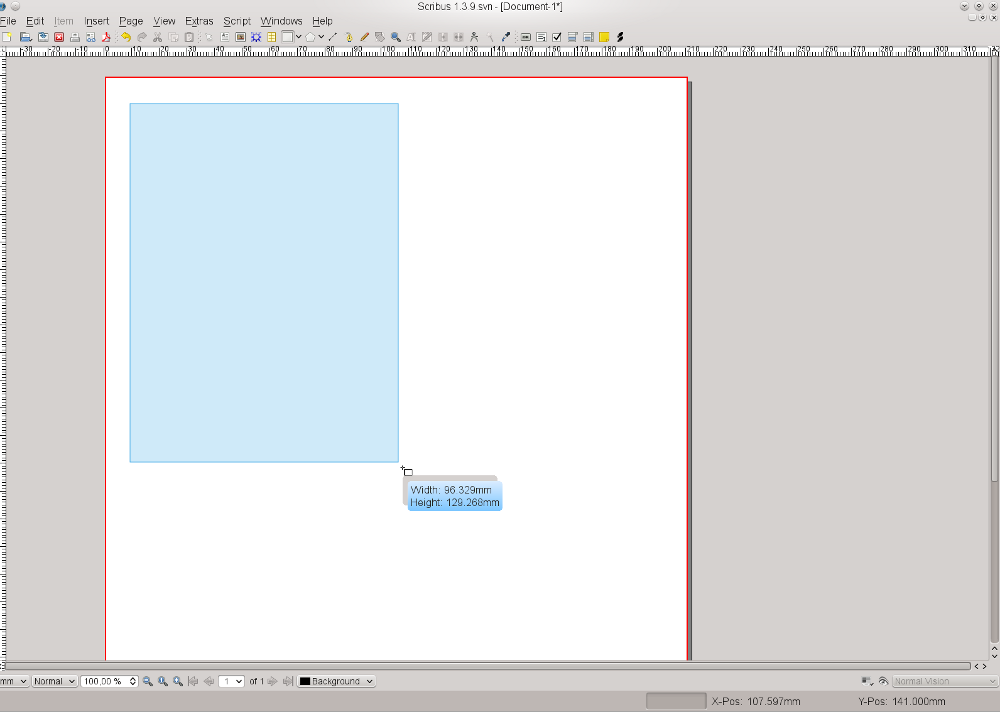 Scribus 1.3.9.svn - [Document-1*]
File Edit Item Insert Page View Extras Script Windows Help
-30 -20 -10 0 10 20 30 40 50 60 70 80 90 100 110 120 130 140 150 160 170 180 190 200 210 220 230 240 250 260 270 280 290 300 310
Width: 96.329mm
Height: 129.268mm
mm Normal 100,00 % 1 of 1 Background Normal Vision
X-Pos: 107.597mm Y-Pos: 141.000mm